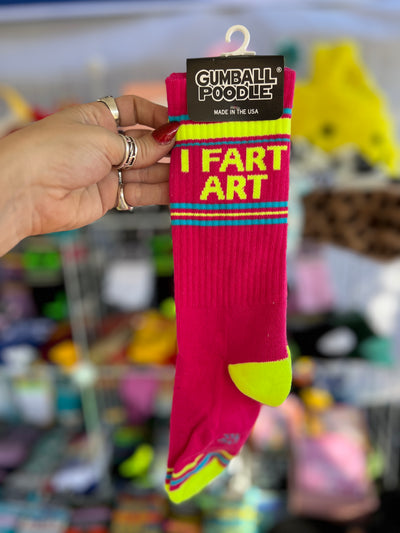 GUMBALL®
POODLE
MADE IN THE USA
I FART
ART